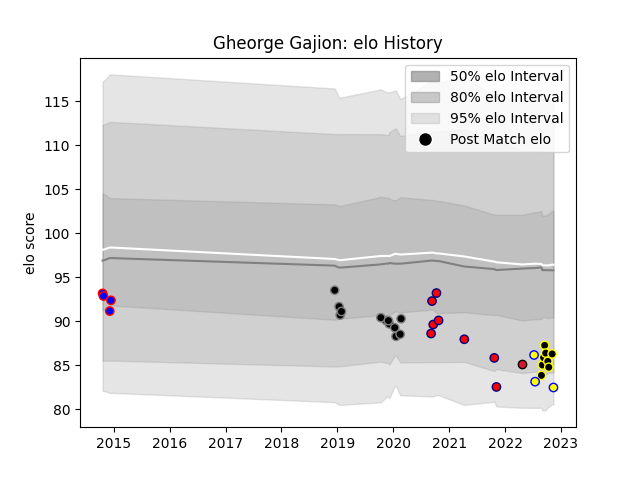 Gheorge Gajion: elo History
50% elo Interval
80% elo Interval
95% elo Interval
Post Match elo
elo score
115
110
105
100
95
90
85
80
2015 2016 2017 2018 2019 2020 2021 2022 2023